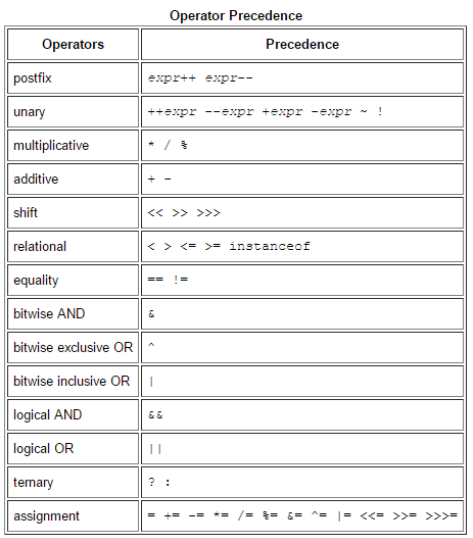 Operator Precedence
Operators Precedence
postfix expr++ expr--
unary ++expr --expr +expr -expr ~ !
multiplicative * / %
additive + -
shift << >> >>>
relational < > <= >= instanceof
equality == !=
bitwise AND &
bitwise exclusive OR ^
bitwise inclusive OR |
logical AND &&
logical OR ||
ternary ? :
assignment = += -= *= /= %= &= ^= |= <<= >>= >>>=